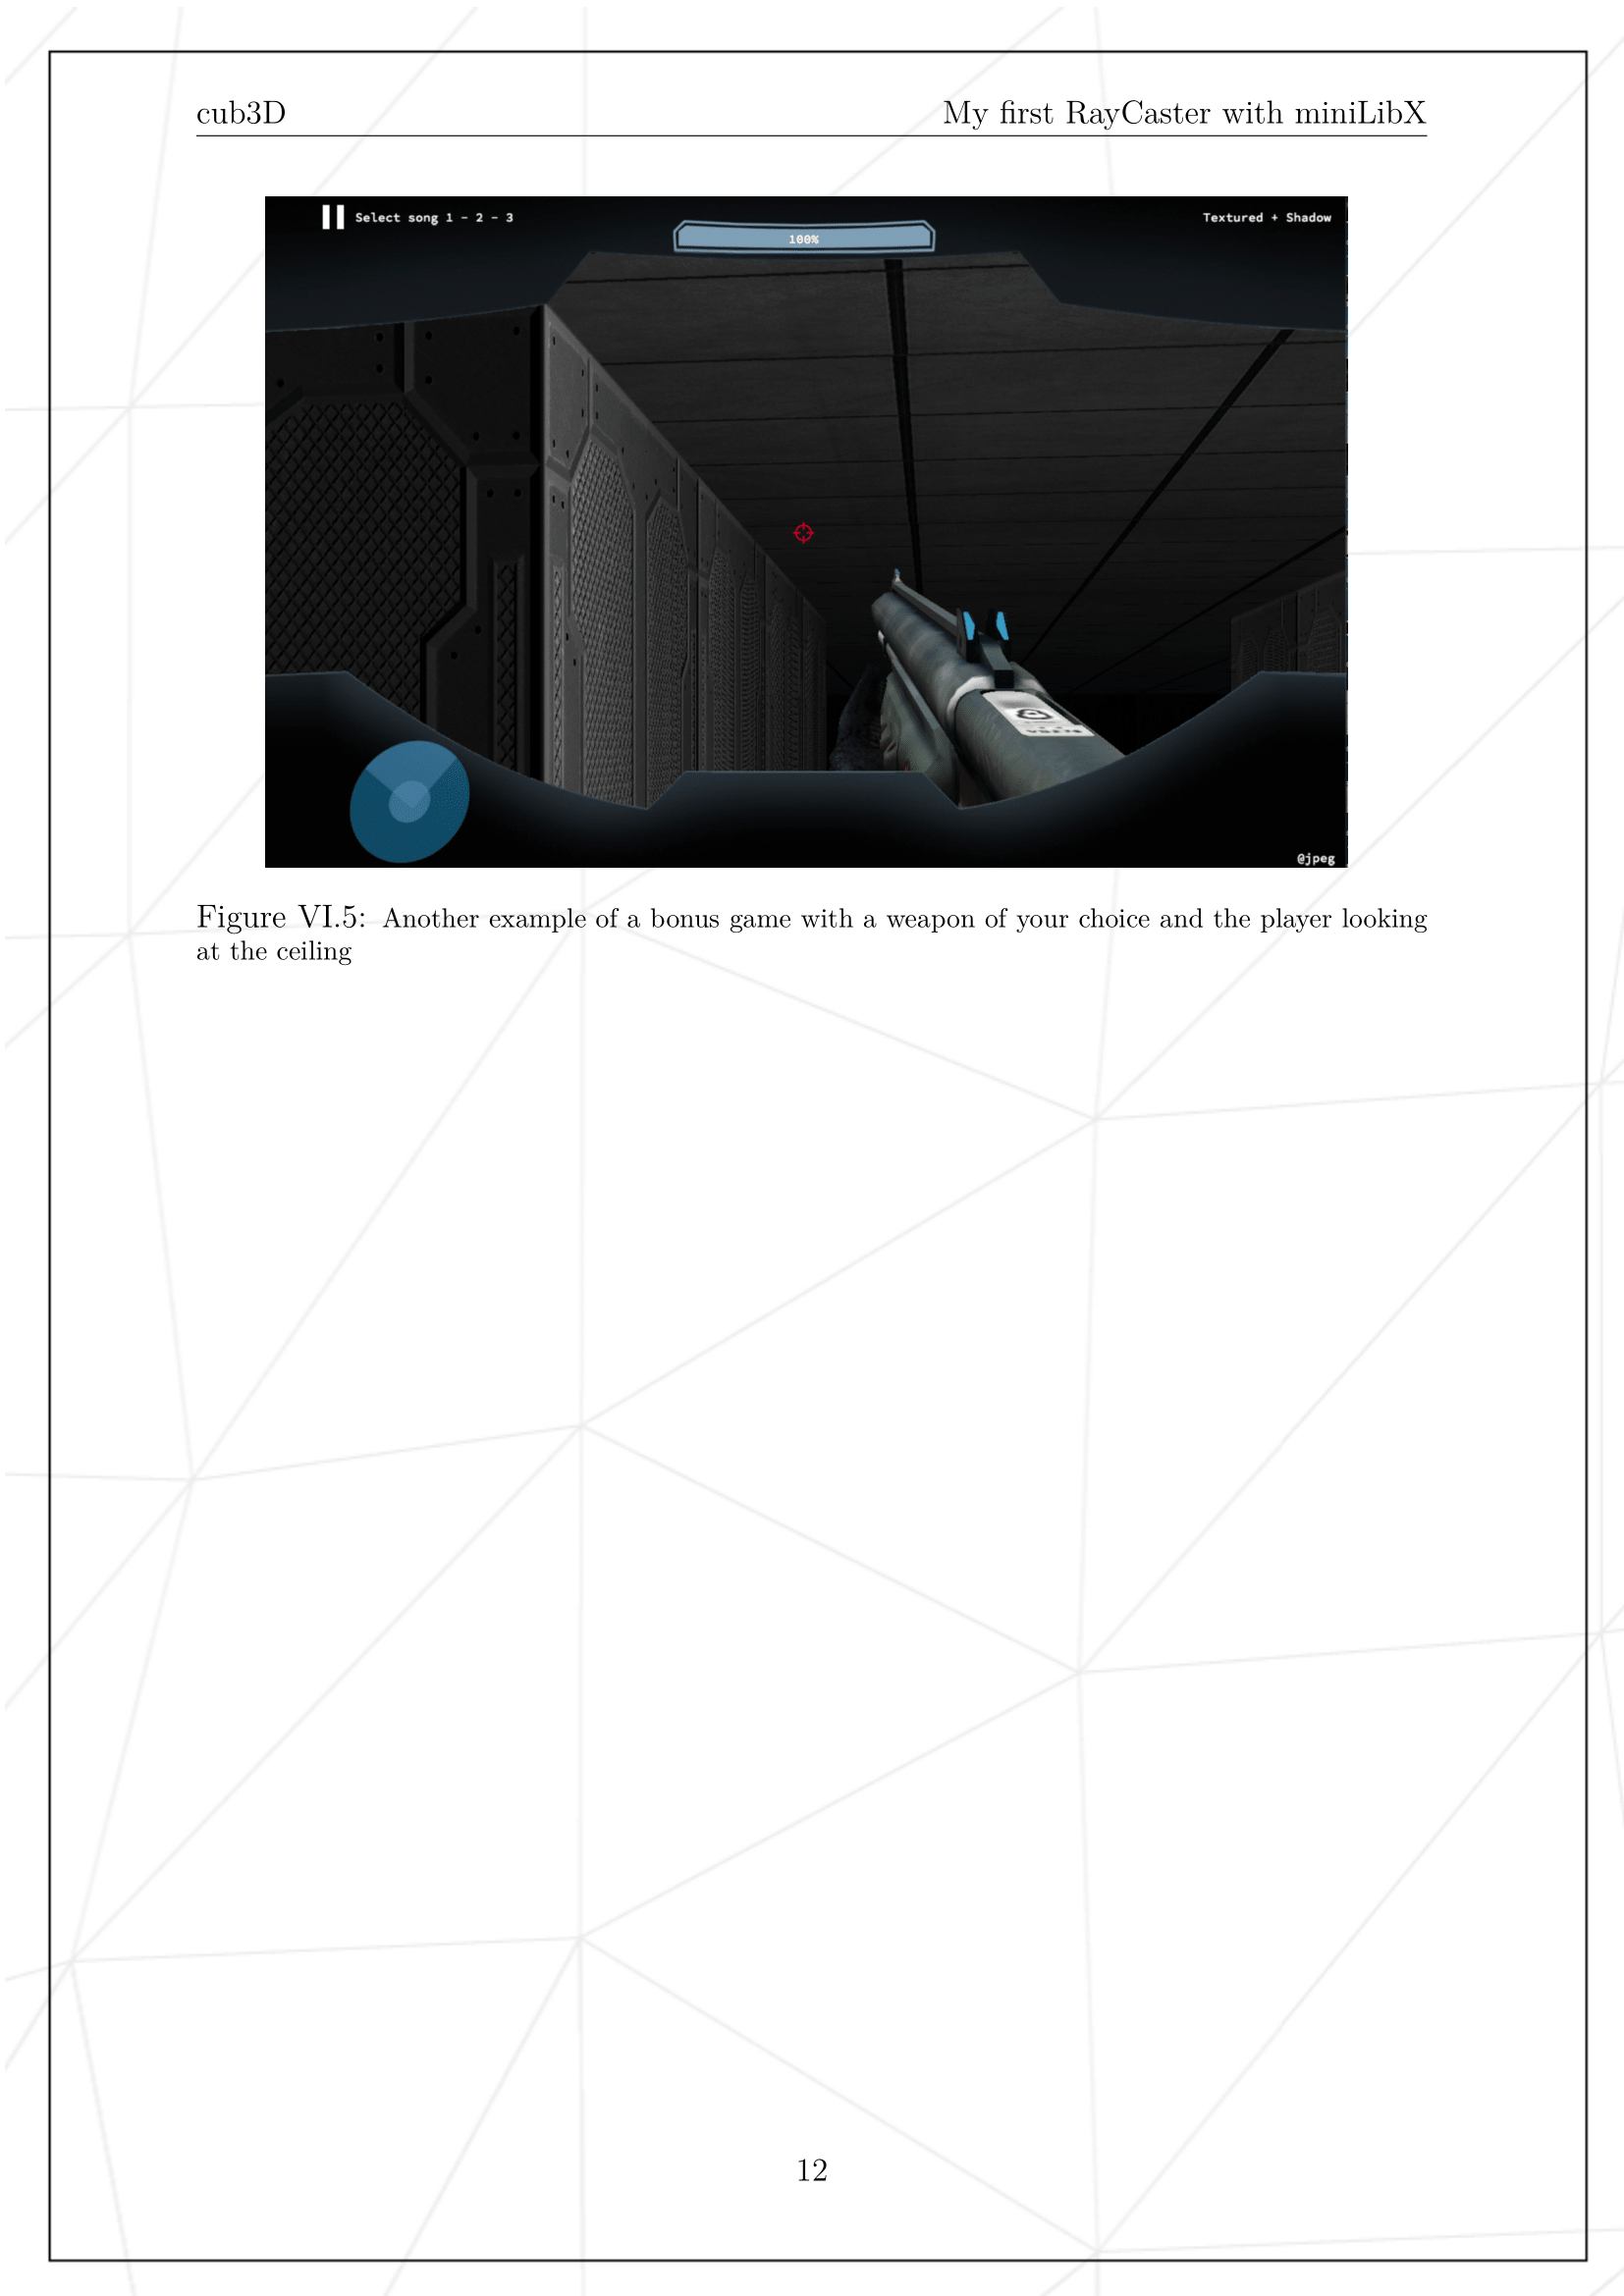 cub3D My first RayCaster with miniLibX
Select song 1 - 2 - 3
Textured + Shadow
100%
@jpeg
Figure VI.5: Another example of a bonus game with a weapon of your choice and the player looking
at the ceiling
12